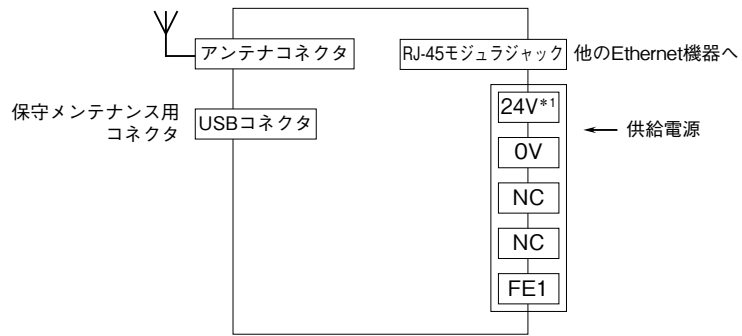 アンテナコネクタ
RJ-45モジュラジャック 他のEthernet機器へ
保守メンテナンス用
コネクタ
USBコネクタ
24V*1
供給電源
0V
NC
NC
FE1